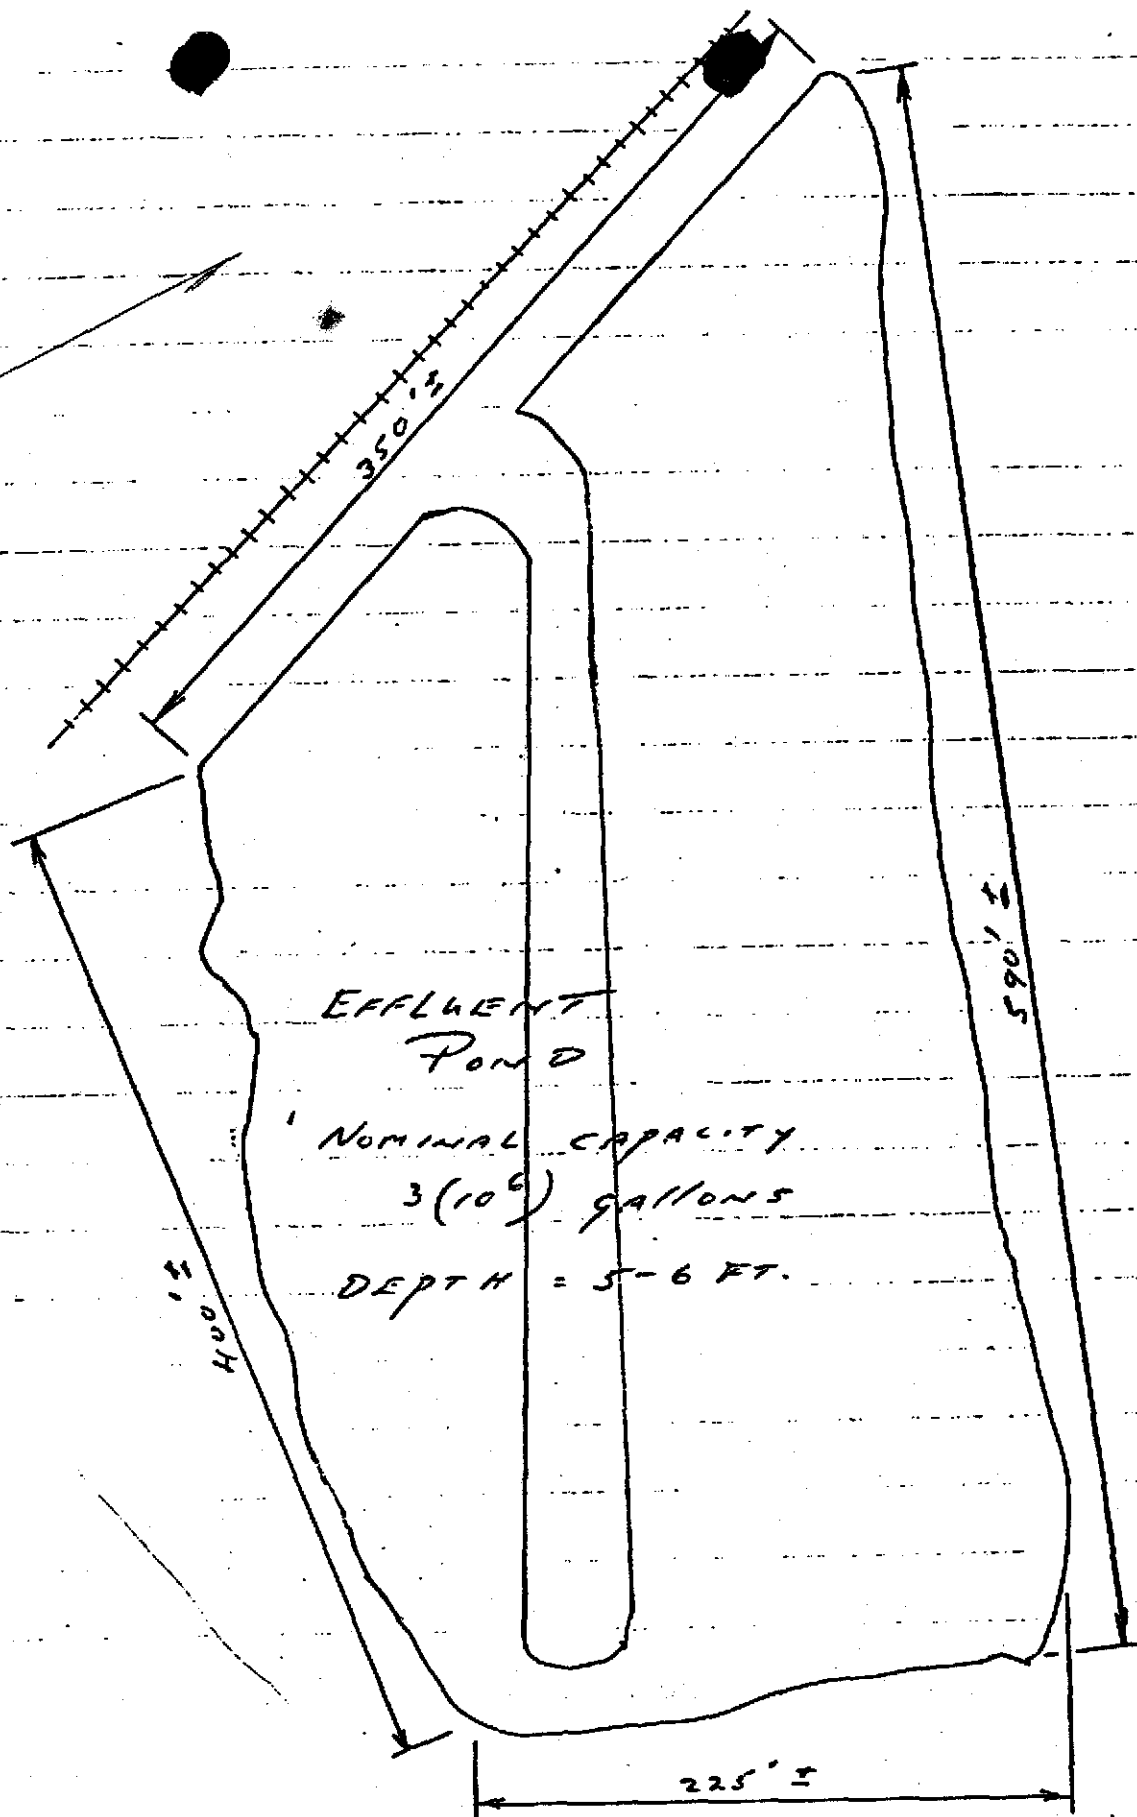 350' ±
590' ±
EFFLUENT
POND
NOMINAL CAPACITY
3(10⁶) gALLONS
DEPTH = 5-6 FT.
400' ±
225' ±